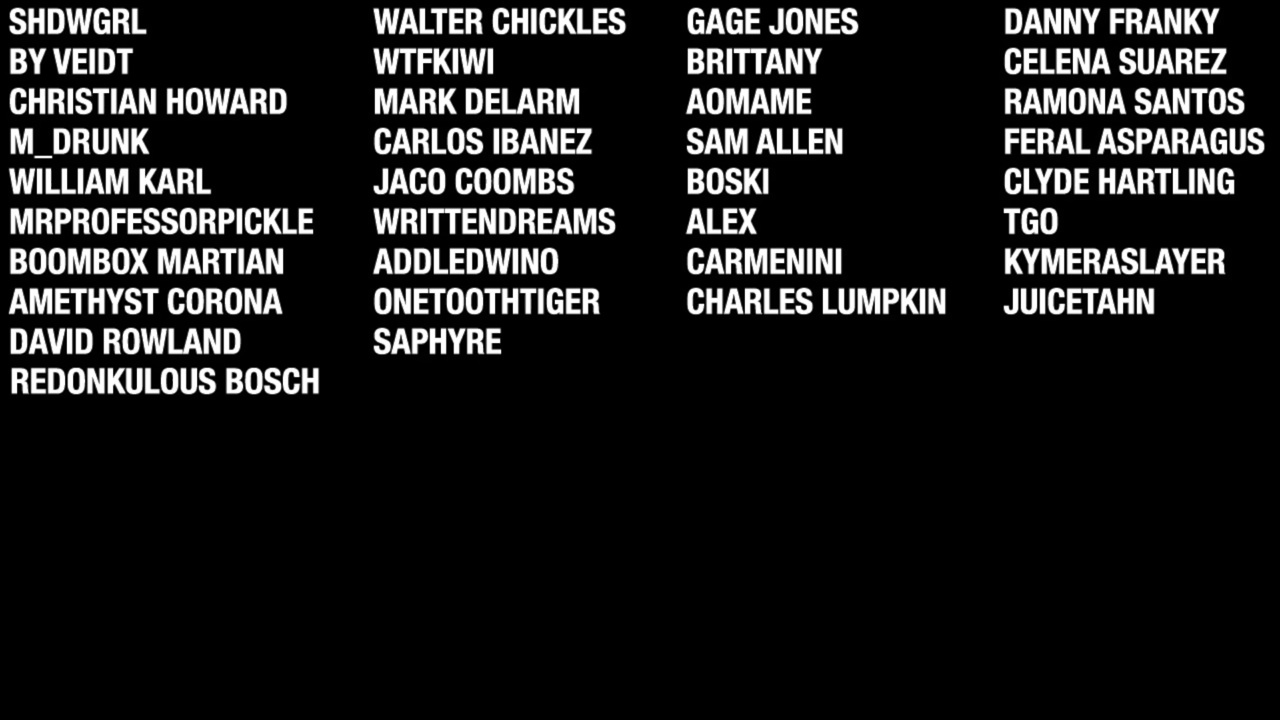 SHDWGRL
BY VEIDT
CHRISTIAN HOWARD
M_DRUNK
WILLIAM KARL
MRPROFESSORPICKLE
BOOMBOX MARTIAN
AMETHYST CORONA
DAVID ROWLAND
REDONKULOUS BOSCH
WALTER CHICKLES
WTFKIWI
MARK DELARM
CARLOS IBANEZ
JACO COOMBS
WRITTENDREAMS
ADDLEDWINO
ONETOOTHTIGER
SAPHYRE
GAGE JONES
BRITTANY
AOMAME
SAM ALLEN
BOSKI
ALEX
CARMENINI
CHARLES LUMPKIN
DANNY FRANKY
CELENA SUAREZ
RAMONA SANTOS
FERAL ASPARAGUS
CLYDE HARTLING
TGO
KYMERASLAYER
JUICETAHN